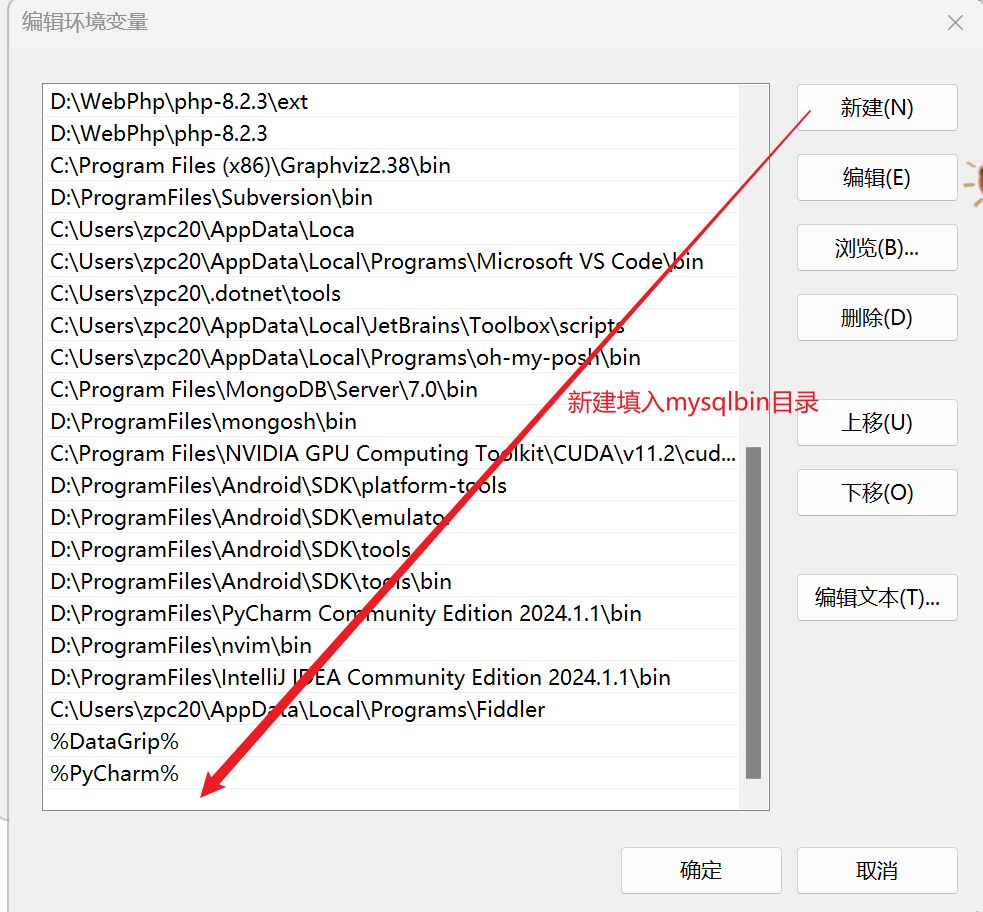 编辑环境变量
D:\WebPhp\php-8.2.3\ext
D:\WebPhp\php-8.2.3
C:\Program Files (x86)\Graphviz2.38\bin
D:\ProgramFiles\Subversion\bin
C:\Users\zpc20\AppData\Loca
C:\Users\zpc20\AppData\Local\Programs\Microsoft VS Code\bin
C:\Users\zpc20\.dotnet\tools
C:\Users\zpc20\AppData\Local\JetBrains\Toolbox\scripts
C:\Users\zpc20\AppData\Local\Programs\oh-my-posh\bin
C:\Program Files\MongoDB\Server\7.0\bin
D:\ProgramFiles\mongosh\bin
C:\Program Files\NVIDIA GPU Computing Toolkit\CUDA\v11.2\cud...
D:\ProgramFiles\Android\SDK\platform-tools
D:\ProgramFiles\Android\SDK\emulator
D:\ProgramFiles\Android\SDK\tools
D:\ProgramFiles\Android\SDK\tools\bin
D:\ProgramFiles\PyCharm Community Edition 2024.1.1\bin
D:\ProgramFiles\nvim\bin
D:\ProgramFiles\IntelliJ IDEA Community Edition 2024.1.1\bin
C:\Users\zpc20\AppData\Local\Programs\Fiddler
%DataGrip%
%PyCharm%
新建填入mysqlbin目录
新建(N)
编辑(E)
浏览(B)...
删除(D)
上移(U)
下移(O)
编辑文本(T)...
确定
取消